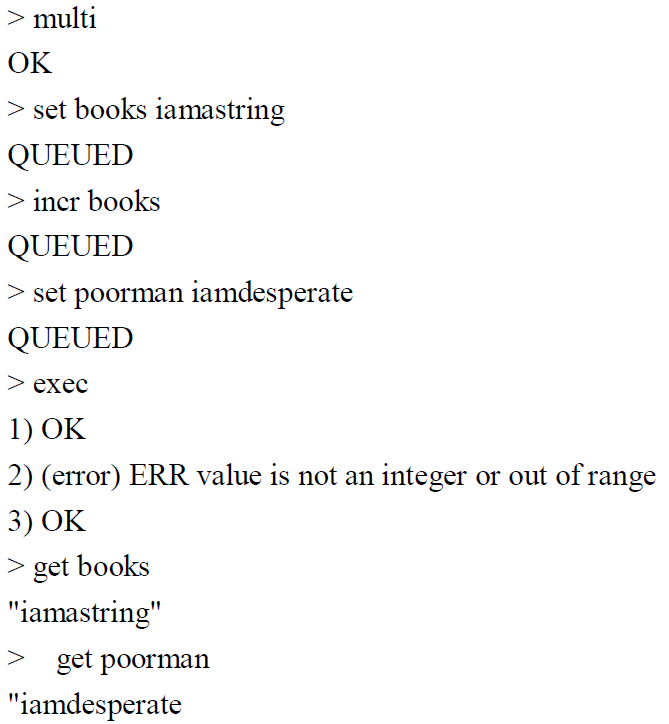 > multi
OK
> set books iamastring
QUEUED
> incr books
QUEUED
> set poorman iamdesperate
QUEUED
> exec
1) OK
2) (error) ERR value is not an integer or out of range
3) OK
> get books
"iamastring"
>    get poorman
"iamdesperate